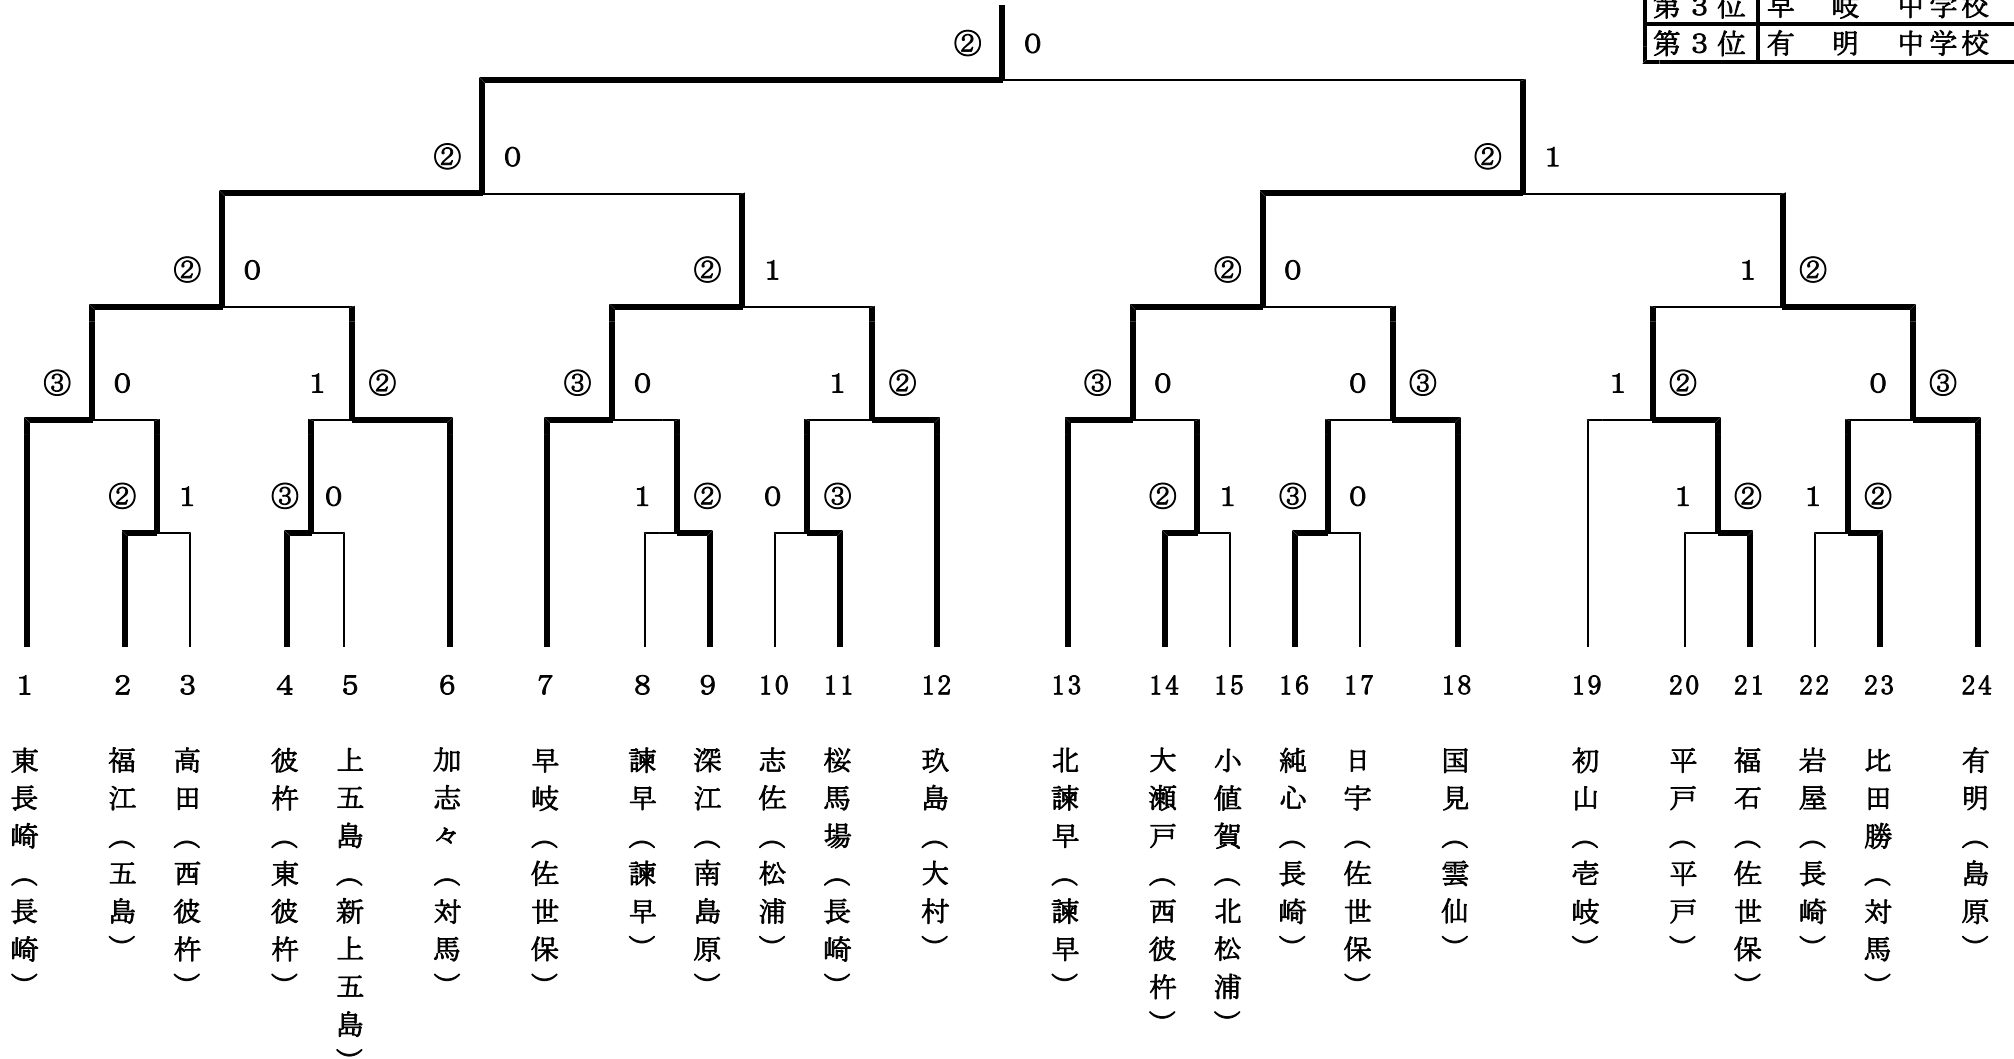 第３位 早　岐　中学校
第３位 有　明　中学校
② 0
② 0 ② 1
② 0 ② 1 ② 0 1 ②
③ 0 1 ② ③ 0 1 ② ③ 0 0 ③ 1 ② 0 ③
② 1 ③ 0 1 ② 0 ③ ② 1 ③ 0 1 ② 1 ②
1 2 3 4 5 6 7 8 9 10 11 12 13 14 15 16 17 18 19 20 21 22 23 24
東長崎（長崎）
福江（五島）
高田（西彼杵）
彼杵（東彼杵）
上五島（新上五島）
加志々（対馬）
早岐（佐世保）
諫早（諫早）
深江（南島原）
志佐（松浦）
桜馬場（長崎）
玖島（大村）
北諫早（諫早）
大瀬戸（西彼杵）
小値賀（北松浦）
純心（長崎）
日宇（佐世保）
国見（雲仙）
初山（壱岐）
平戸（平戸）
福石（佐世保）
岩屋（長崎）
比田勝（対馬）
有明（島原）